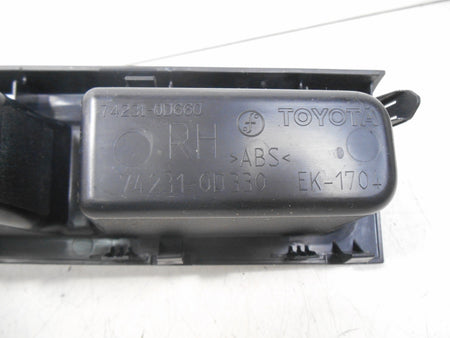 74231-0D660 TOYOTA
RH >ABS<
74231-0D330 EK-170